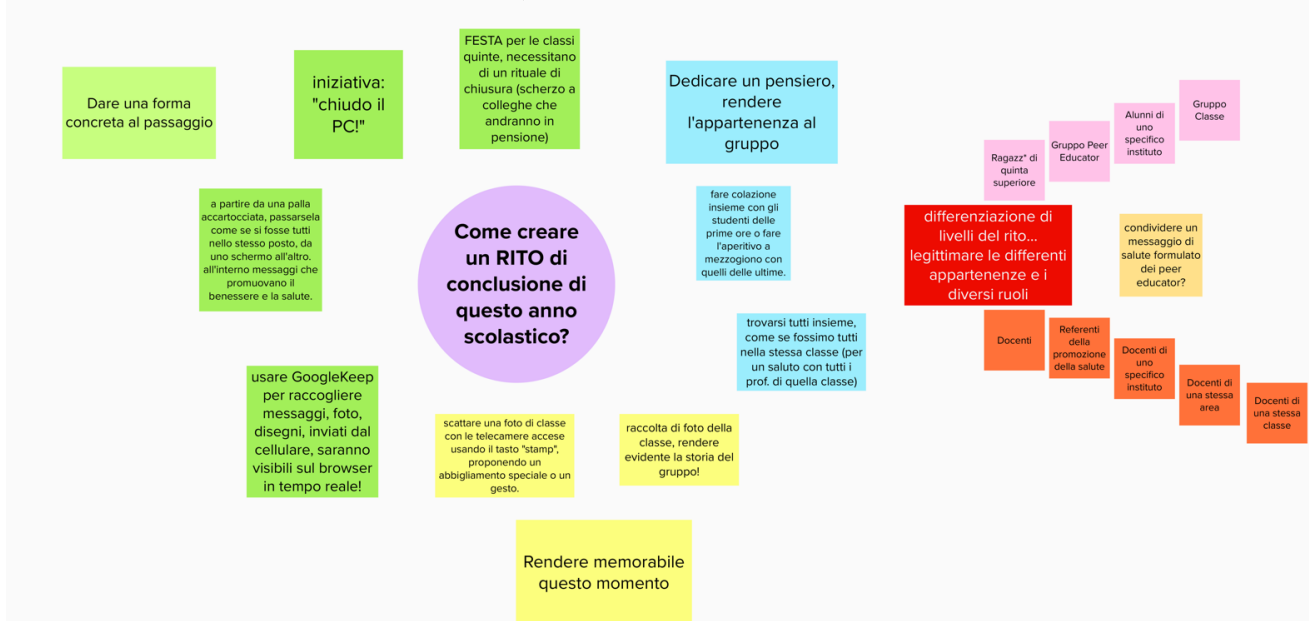 Dare una forma
concreta al passaggio
iniziativa:
"chiudo il
PC!"
FESTA per le classi
quinte, necessitano
di un rituale di
chiusura (scherzo a
colleghe che
andranno in
pensione)
Dedicare un pensiero,
rendere
l'appartenenza al
gruppo
a partire da una palla
accartocciata, passarsela
come se si fosse tutti
nello stesso posto, da
uno schermo all'altro.
all'interno messaggi che
promuovano il
benessere e la salute.
Come creare
un RITO di
conclusione di
questo anno
scolastico?
fare colazione
insieme con gli
studenti delle
prime ore o fare
l'aperitivo a
mezzogiono con
quelli delle ultime.
trovarsi tutti insieme,
come se fossimo tutti
nella stessa classe (per
un saluto con tutti i
prof. di quella classe)
usare GoogleKeep
per raccogliere
messaggi, foto,
disegni, inviati dal
cellulare, saranno
visibili sul browser
in tempo reale!
scattare una foto di classe
con le telecamere accese
usando il tasto "stamp",
proponendo un
abbigliamento speciale o un
gesto.
raccolta di foto della
classe, rendere
evidente la storia del
gruppo!
Rendere memorabile
questo momento
Ragazz* di
quinta
superiore
Gruppo Peer
Educator
Alunni di
uno
specifico
instituto
Gruppo
Classe
differenziazione di
livelli del rito...
legittimare le differenti
appartenenze e i
diversi ruoli
condividere un
messaggio di
salute formulato
dei peer
educator?
Docenti
Referenti
della
promozione
della salute
Docenti di
uno
specifico
instituto
Docenti di
una stessa
area
Docenti di
una stessa
classe